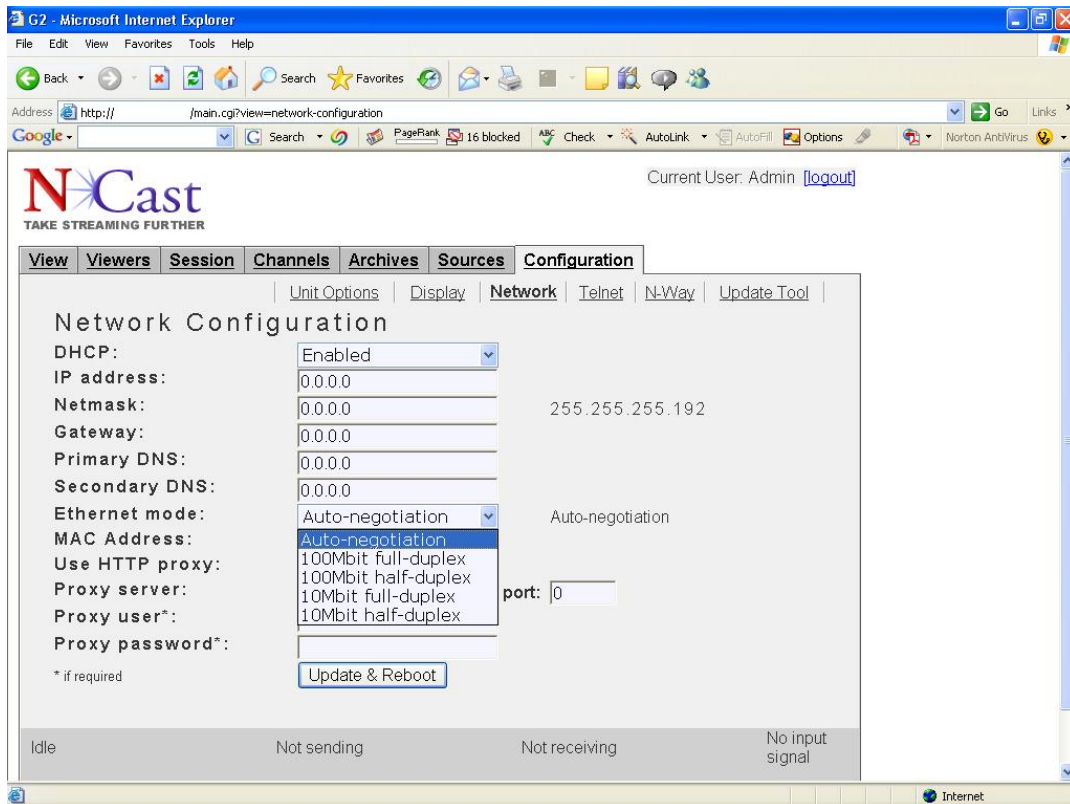 G2 - Microsoft Internet Explorer
File Edit View Favorites Tools Help
Back Search Favorites
Address http:// /main.cgi?view=network-configuration Go Links
Google Search PageRank 16 blocked ABC Check AutoLink AutoFill Options Norton AntiVirus
NCast
TAKE STREAMING FURTHER
Current User: Admin [logout]
View Viewers Session Channels Archives Sources Configuration
Unit Options Display Network Telnet N-Way Update Tool
Network Configuration
DHCP: Enabled
IP address: 0.0.0.0
Netmask: 0.0.0.0 255.255.255.192
Gateway: 0.0.0.0
Primary DNS: 0.0.0.0
Secondary DNS: 0.0.0.0
Ethernet mode: Auto-negotiation Auto-negotiation
MAC Address: Auto-negotiation
Use HTTP proxy: 100Mbit full-duplex
100Mbit half-duplex
Proxy server: 10Mbit full-duplex port: 0
Proxy user*: 10Mbit half-duplex
Proxy password*:
* if required Update & Reboot
Idle Not sending Not receiving No input signal
Internet